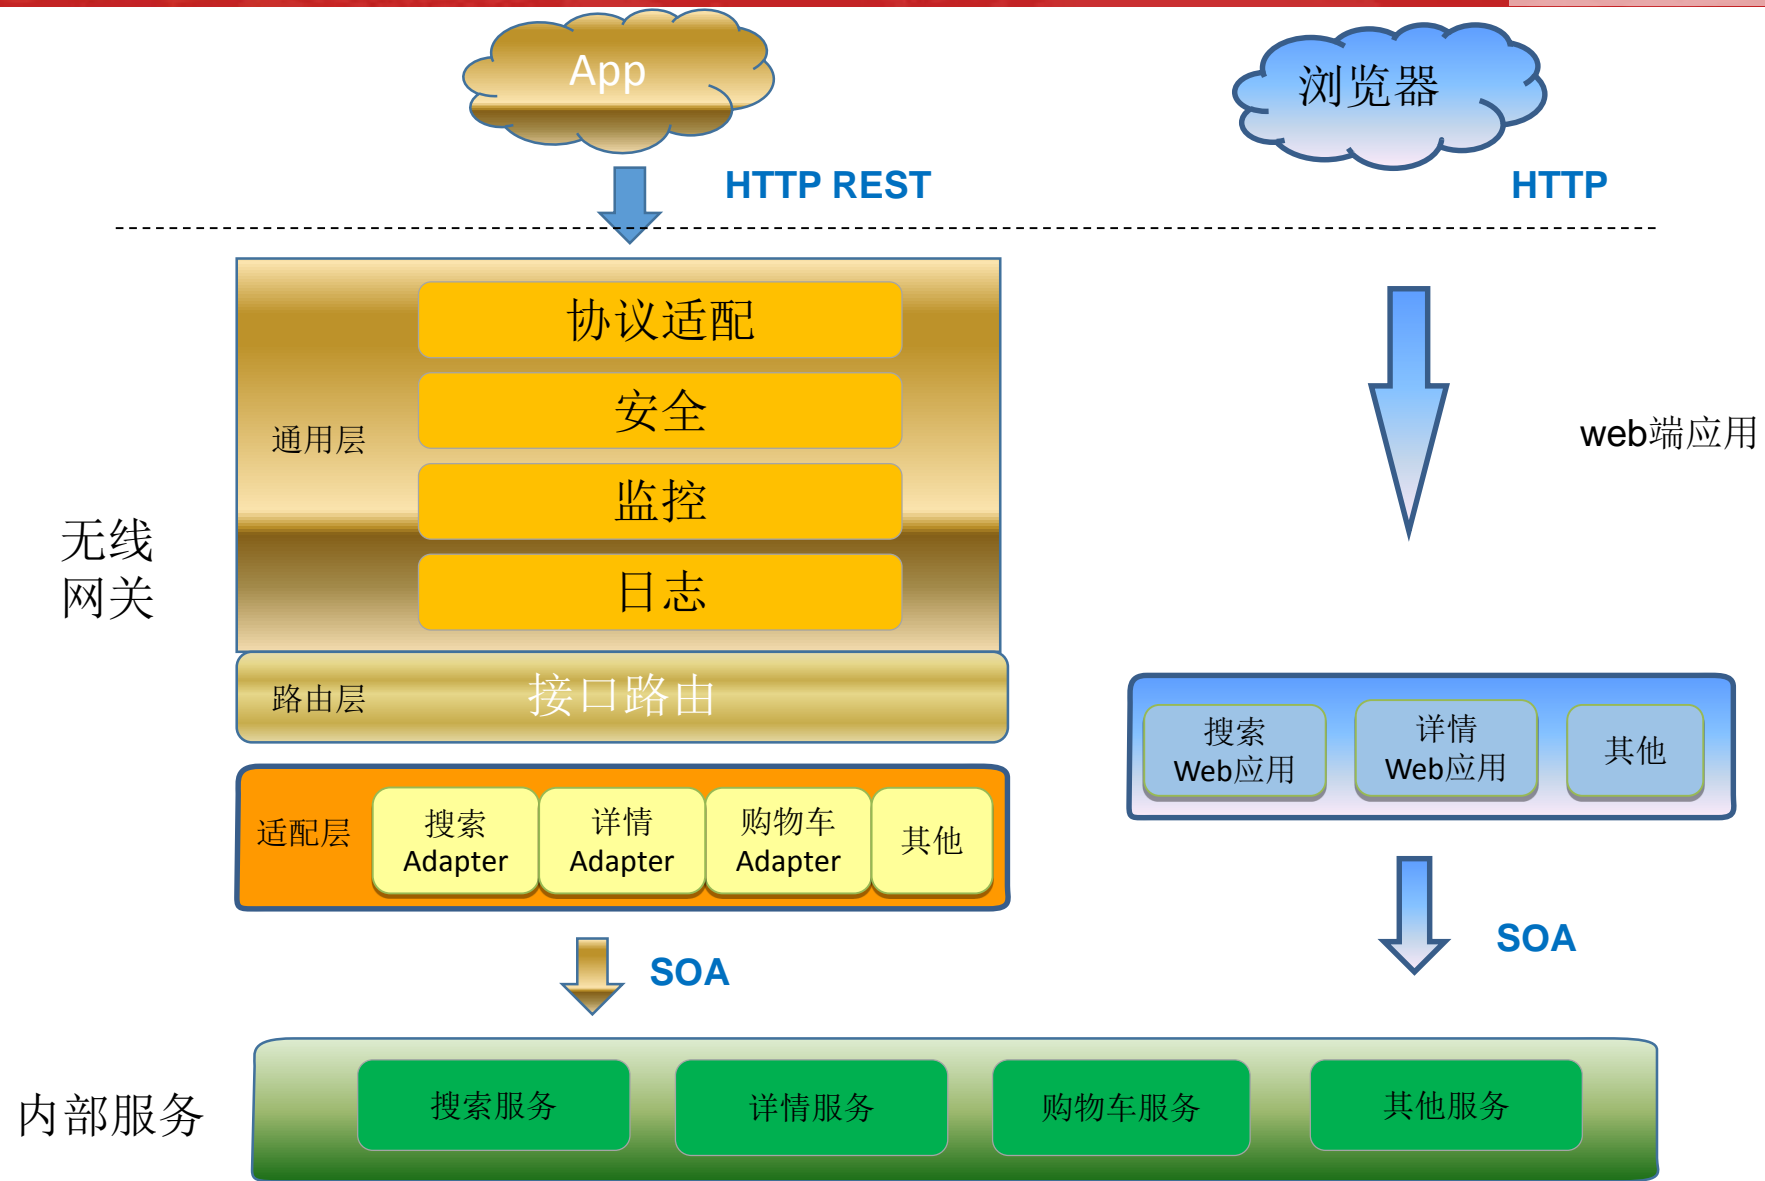 App
浏览器
HTTP REST
HTTP
协议适配
安全
通用层
监控
日志
web端应用
无线
网关
路由层
接口路由
搜索
Web应用
详情
Web应用
其他
适配层
搜索
Adapter
详情
Adapter
购物车
Adapter
其他
SOA
SOA
内部服务
搜索服务
详情服务
购物车服务
其他服务